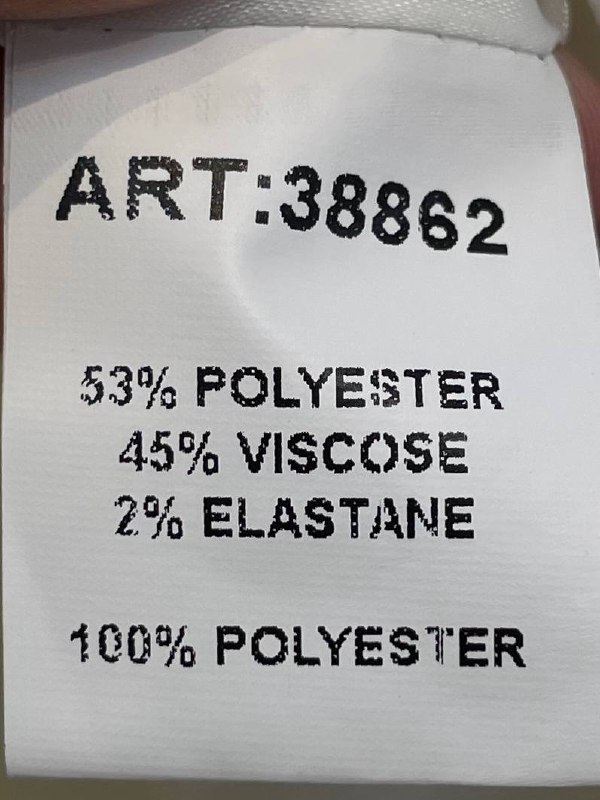 ART:38862
53% POLYESTER
45% VISCOSE
2% ELASTANE
100% POLYESTER